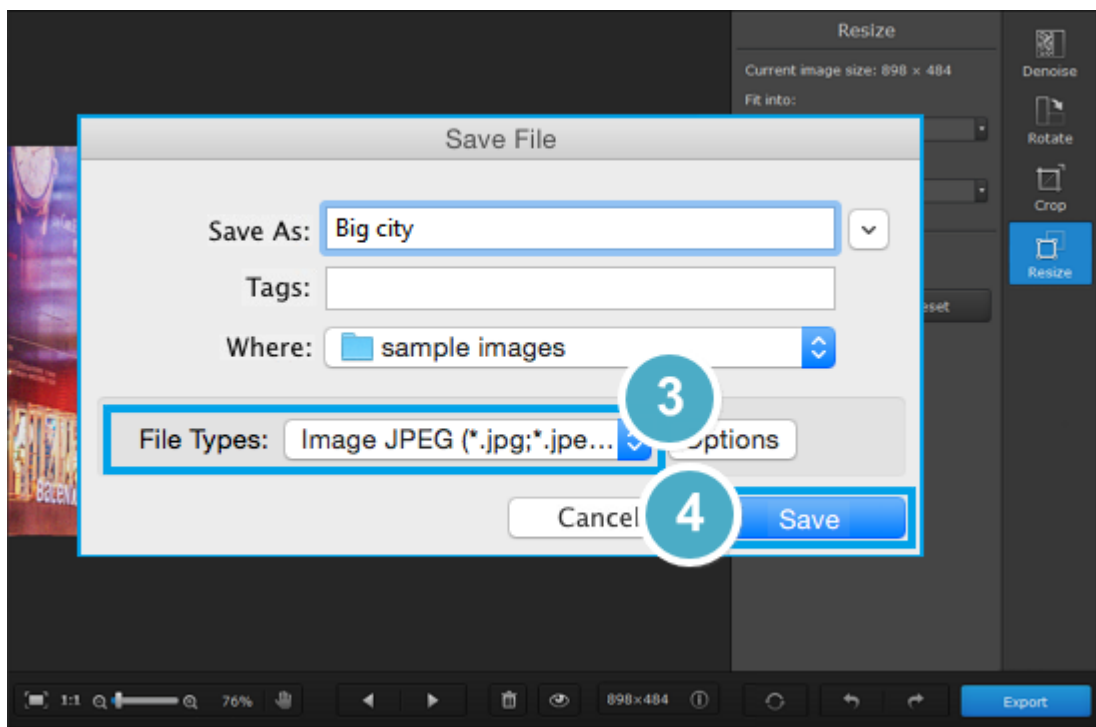 Resize
Current image size: 898 × 484
Fit into:
Denoise
Rotate
Crop
Resize
Save File
Save As: Big city
Tags:
Where: sample images
3
File Types: Image JPEG (*.jpg;*.jpe... Options
Cancel 4 Save
eset
1:1 76% 898×484 Export